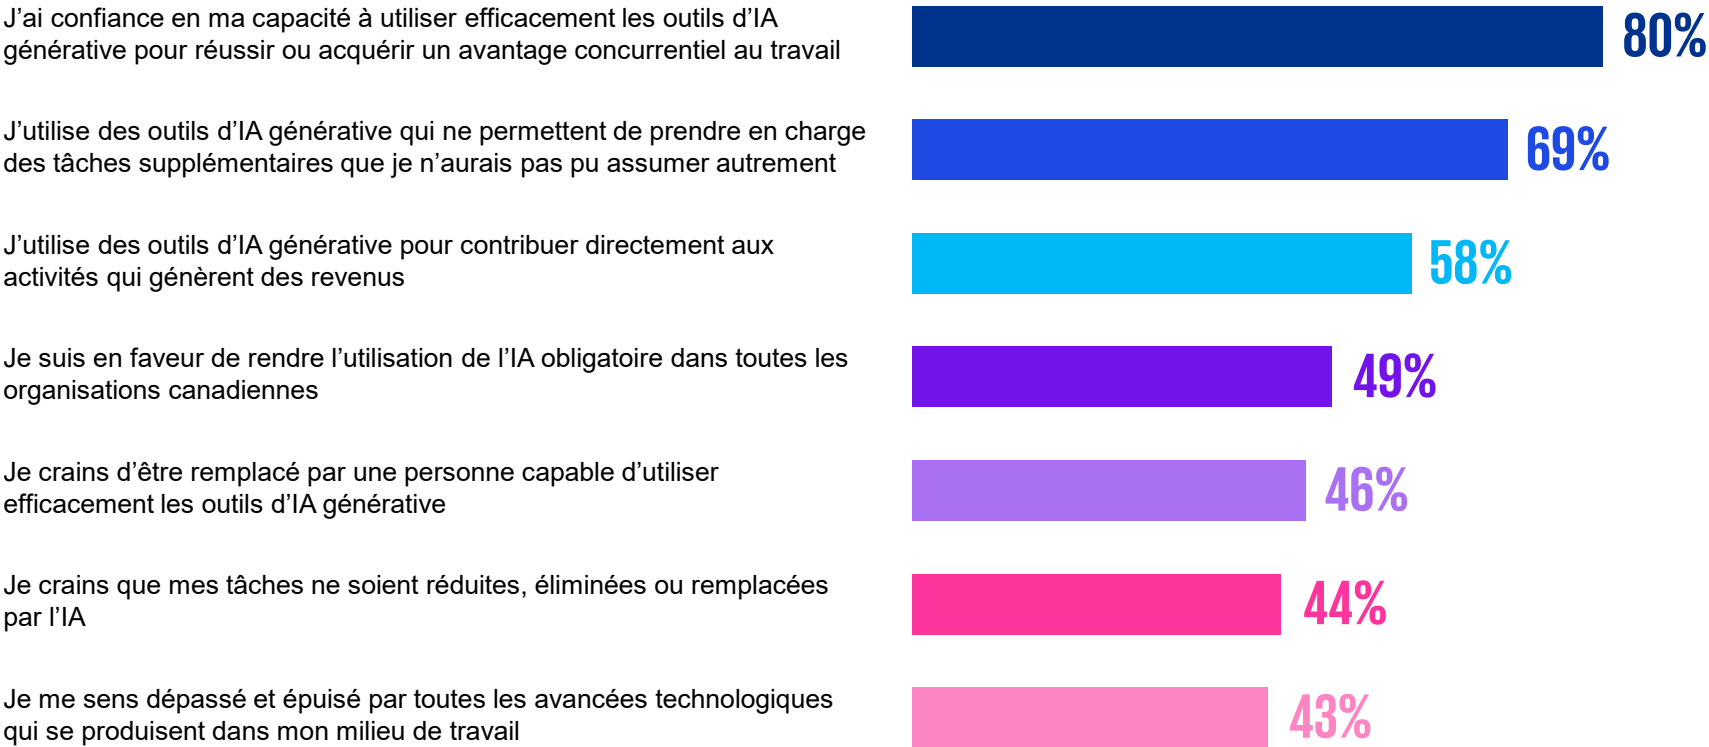 J’ai confiance en ma capacité à utiliser efficacement les outils d’IA
générative pour réussir ou acquérir un avantage concurrentiel au travail
80%
J’utilise des outils d’IA générative qui ne permettent de prendre en charge
des tâches supplémentaires que je n’aurais pas pu assumer autrement
69%
J’utilise des outils d’IA générative pour contribuer directement aux
activités qui génèrent des revenus
58%
Je suis en faveur de rendre l’utilisation de l’IA obligatoire dans toutes les
organisations canadiennes
49%
Je crains d’être remplacé par une personne capable d’utiliser
efficacement les outils d’IA générative
46%
Je crains que mes tâches ne soient réduites, éliminées ou remplacées
par l’IA
44%
Je me sens dépassé et épuisé par toutes les avancées technologiques
qui se produisent dans mon milieu de travail
43%